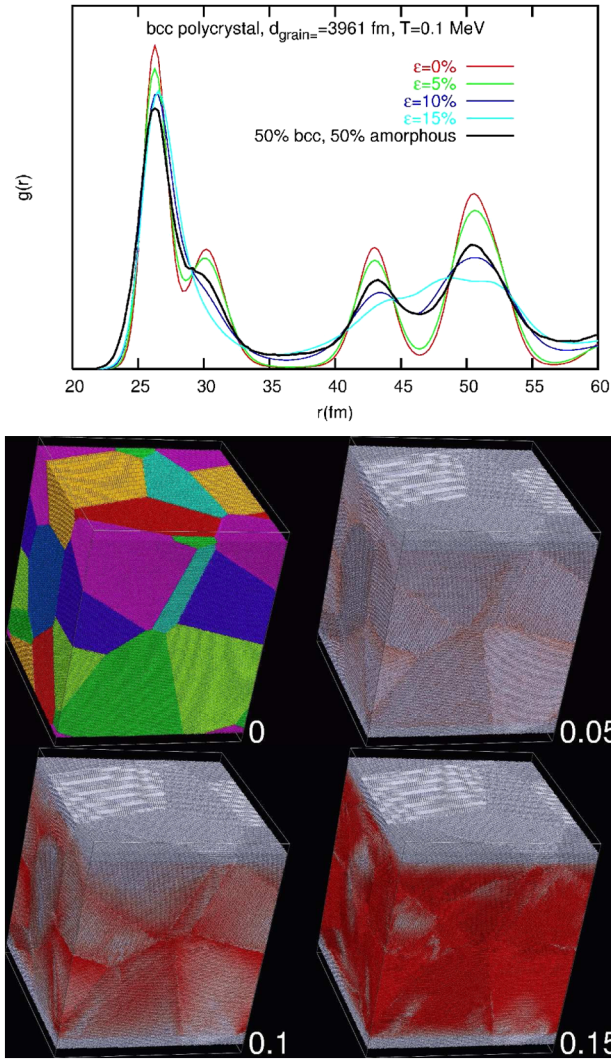 bcc polycrystal, d_grain= =3961 fm, T=0.1 MeV
ε=0%
ε=5%
ε=10%
ε=15%
50% bcc, 50% amorphous
g(r)
20 25 30 35 40 45 50 55 60
r(fm)
0
0.05
0.1
0.15